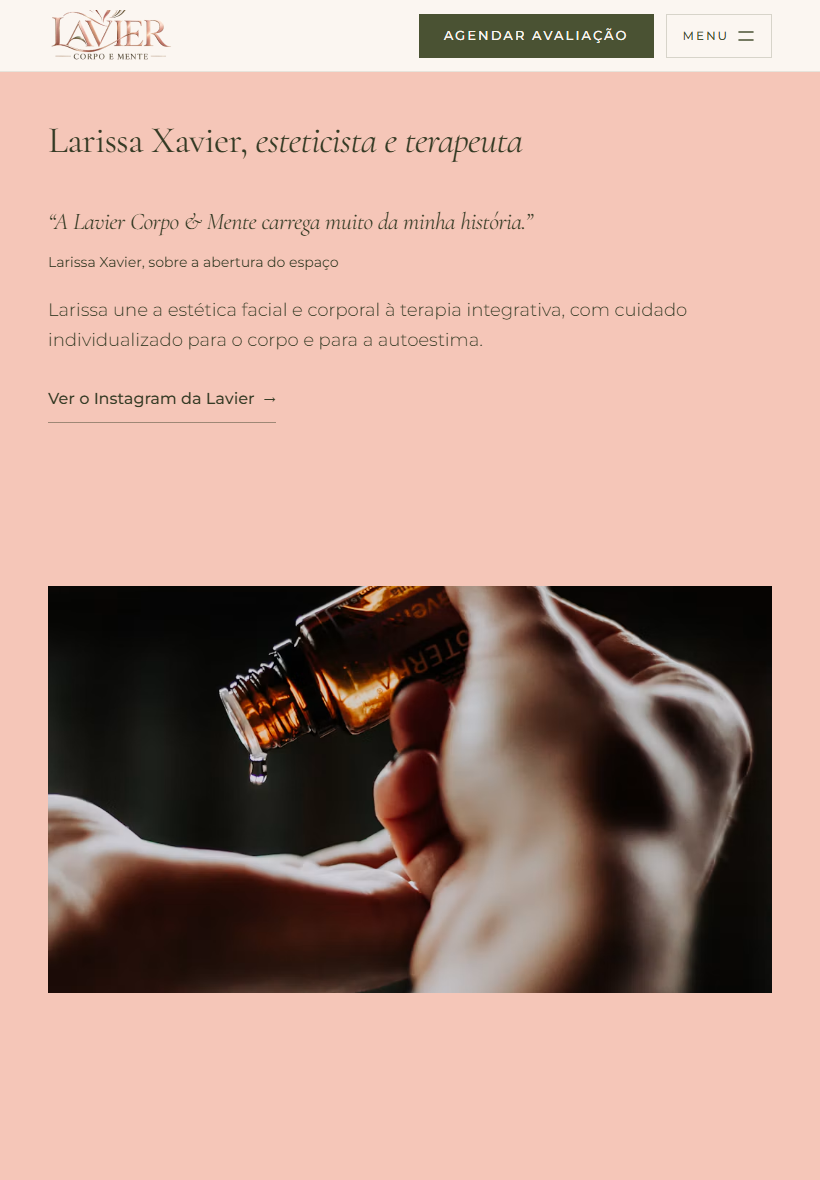 LAVIER
CORPO E MENTE
AGENDAR AVALIAÇÃO
MENU
Larissa Xavier, esteticista e terapeuta
“A Lavier Corpo & Mente carrega muito da minha história.”
Larissa Xavier, sobre a abertura do espaço
Larissa une a estética facial e corporal à terapia integrativa, com cuidado
individualizado para o corpo e para a autoestima.
Ver o Instagram da Lavier →